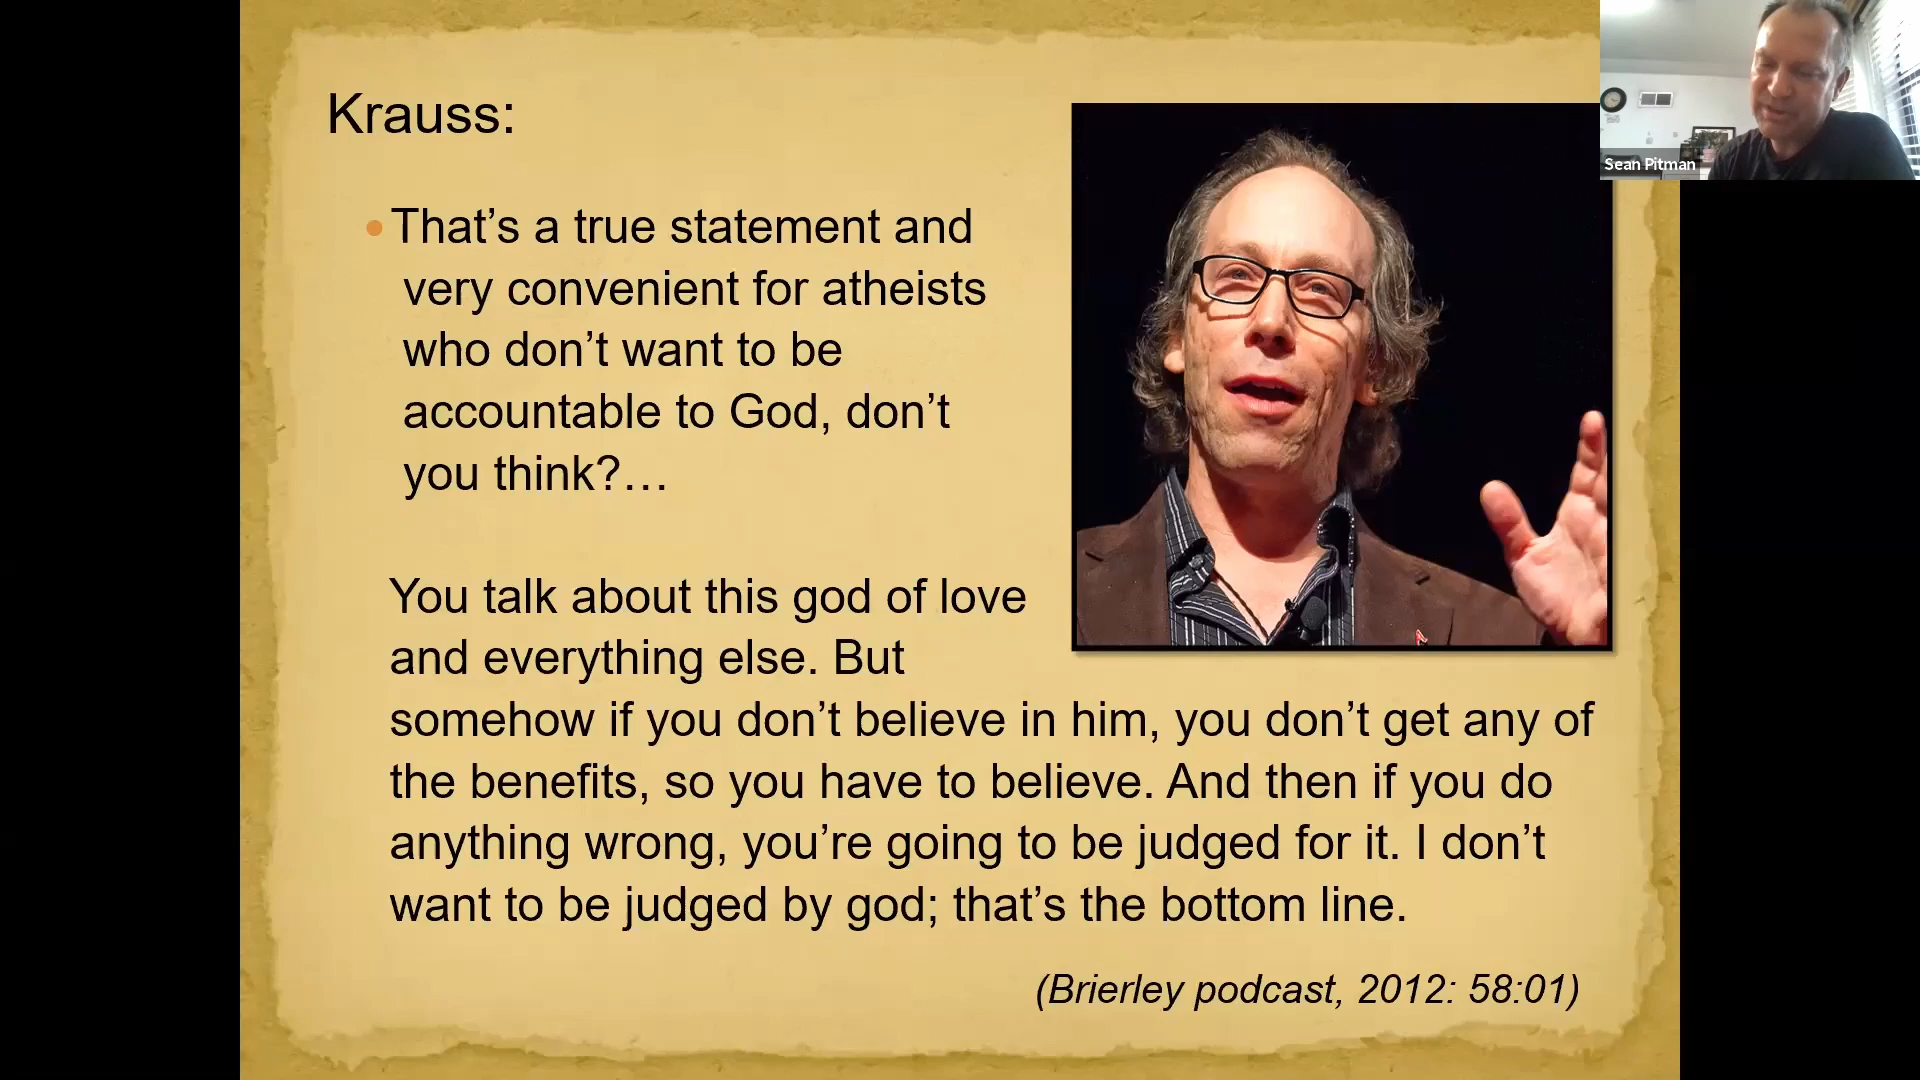 Krauss:
• That’s a true statement and
very convenient for atheists
who don’t want to be
accountable to God, don’t
you think?…
You talk about this god of love
and everything else. But
somehow if you don’t believe in him, you don’t get any of
the benefits, so you have to believe. And then if you do
anything wrong, you’re going to be judged for it. I don’t
want to be judged by god; that’s the bottom line.
(Brierley podcast, 2012: 58:01)
Sean Pitman